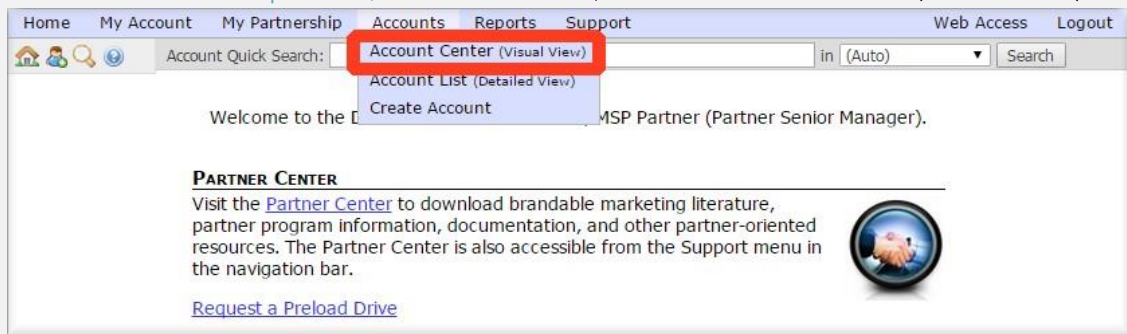 Home My Account My Partnership Accounts Reports Support Web Access Logout
Account Quick Search: in (Auto) Search
Account Center (Visual View)
Account List (Detailed View)
Create Account
Welcome to the MSP Partner (Partner Senior Manager).
PARTNER CENTER
Visit the Partner Center to download brandable marketing literature,
partner program information, documentation, and other partner-oriented
resources. The Partner Center is also accessible from the Support menu in
the navigation bar.
Request a Preload Drive